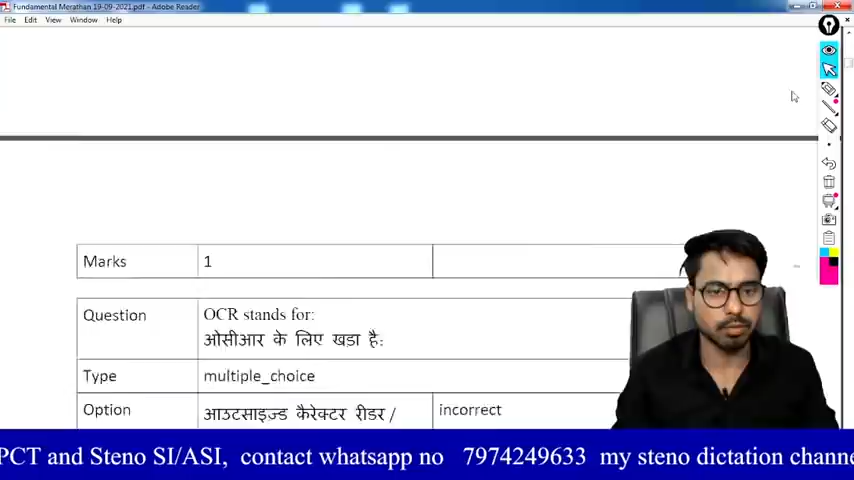 Fundamental Merathan 19-09-2021.pdf - Adobe Reader
File Edit View Window Help
Marks 1
Question OCR stands for:
ओसीआर के लिए खडा है:
Type multiple_choice
Option आउटसाइज्ड कैरेक्टर रीडर / incorrect
PCT and Steno SI/ASI, contact whatsapp no 7974249633 my steno dictation channe